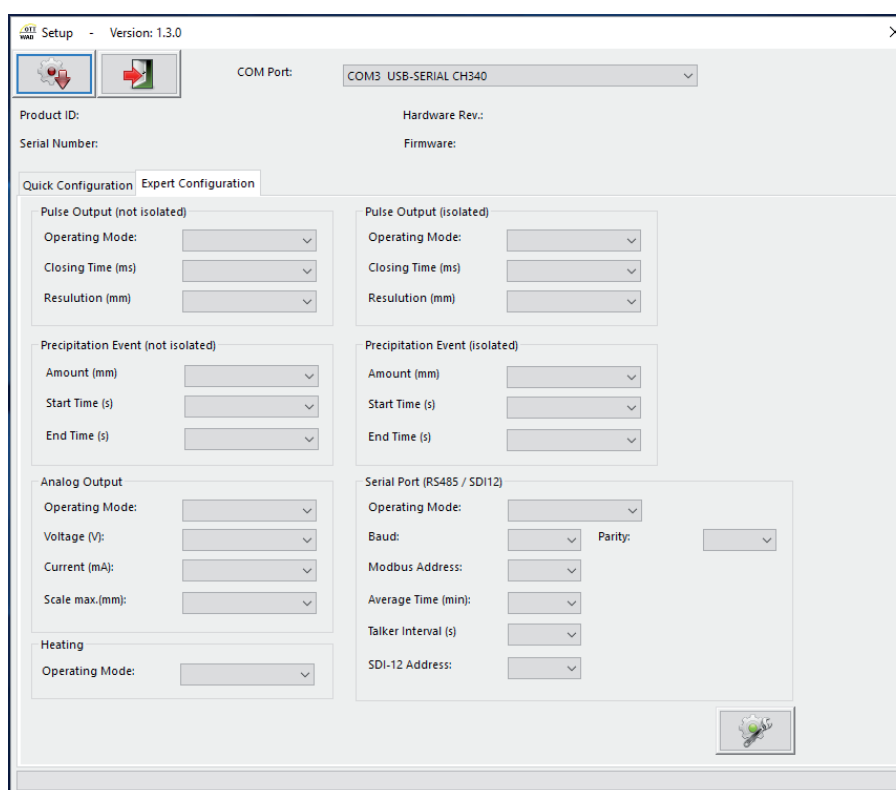 OTT
WAD
Setup - Version: 1.3.0
COM Port:
COM3 USB-SERIAL CH340
Product ID:
Hardware Rev.:
Serial Number:
Firmware:
Quick Configuration
Expert Configuration
Pulse Output (not isolated)
Operating Mode:
Closing Time (ms)
Resulution (mm)
Pulse Output (isolated)
Operating Mode:
Closing Time (ms)
Resulution (mm)
Precipitation Event (not isolated)
Amount (mm)
Start Time (s)
End Time (s)
Precipitation Event (isolated)
Amount (mm)
Start Time (s)
End Time (s)
Analog Output
Operating Mode:
Voltage (V):
Current (mA):
Scale max.(mm):
Heating
Operating Mode:
Serial Port (RS485 / SDI12)
Operating Mode:
Baud:
Parity:
Modbus Address:
Average Time (min):
Talker Interval (s)
SDI-12 Address: